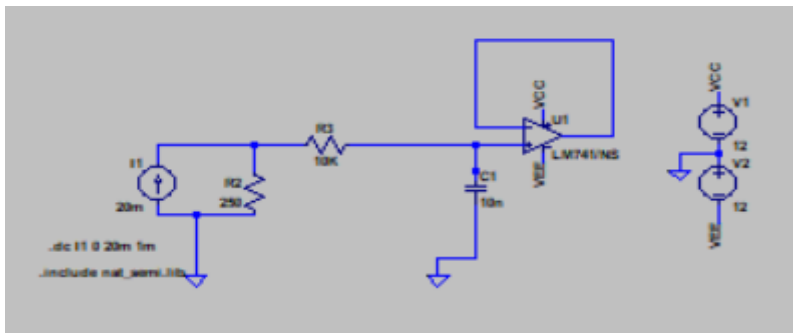 VCC
VCC
U1
V1
R3
I1
10K
LM741/NS
12
R2
C1
VEE
V2
20m
250
10n
12
.dc I1 0 20m 1m
VEE
.include nat_semi.lib